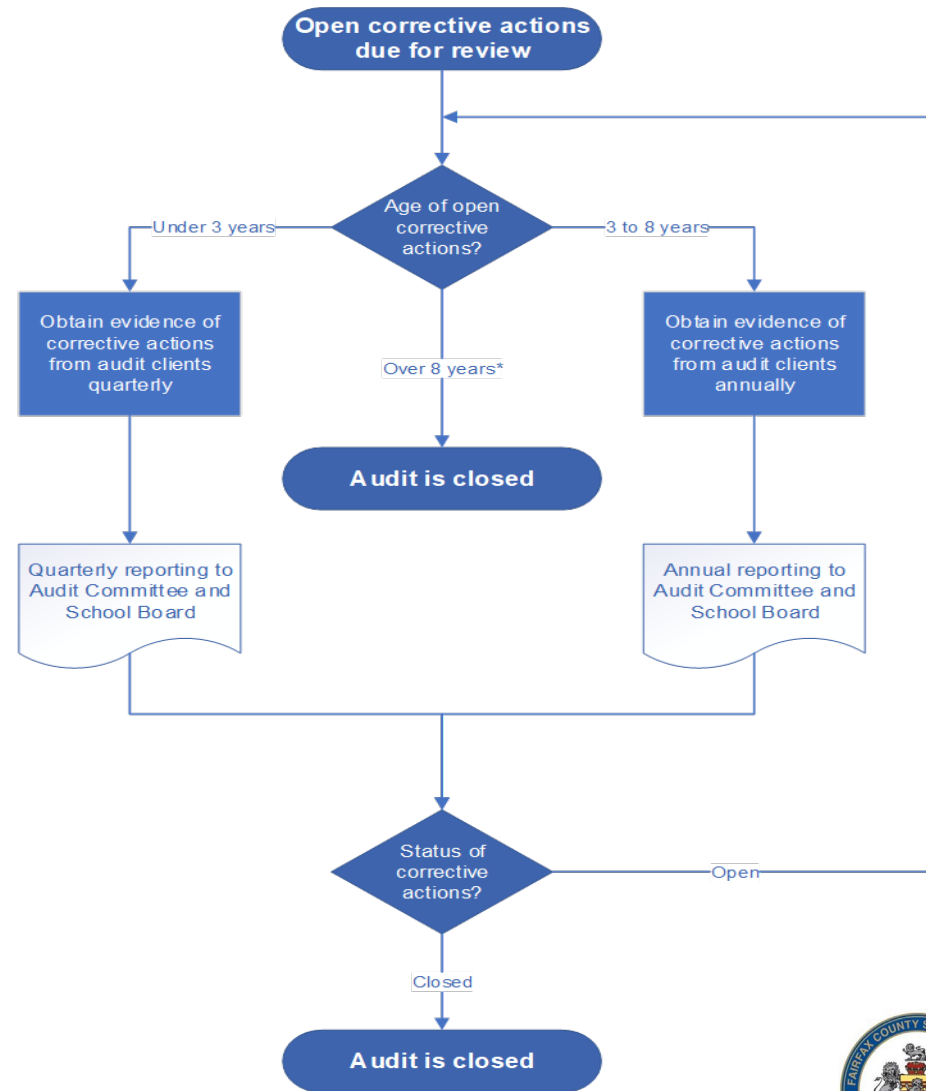 Open corrective actions
due for review
Age of open
corrective
actions?
Under 3 years
3 to 8 years
Obtain evidence of
corrective actions
from audit clients
quarterly
Over 8 years*
Obtain evidence of
corrective actions
from audit clients
annually
Audit is closed
Quarterly reporting to
Audit Committee and
School Board
Annual reporting to
Audit Committee and
School Board
Status of
corrective
actions?
Open
Closed
Audit is closed
FAIRFAX COUNTY